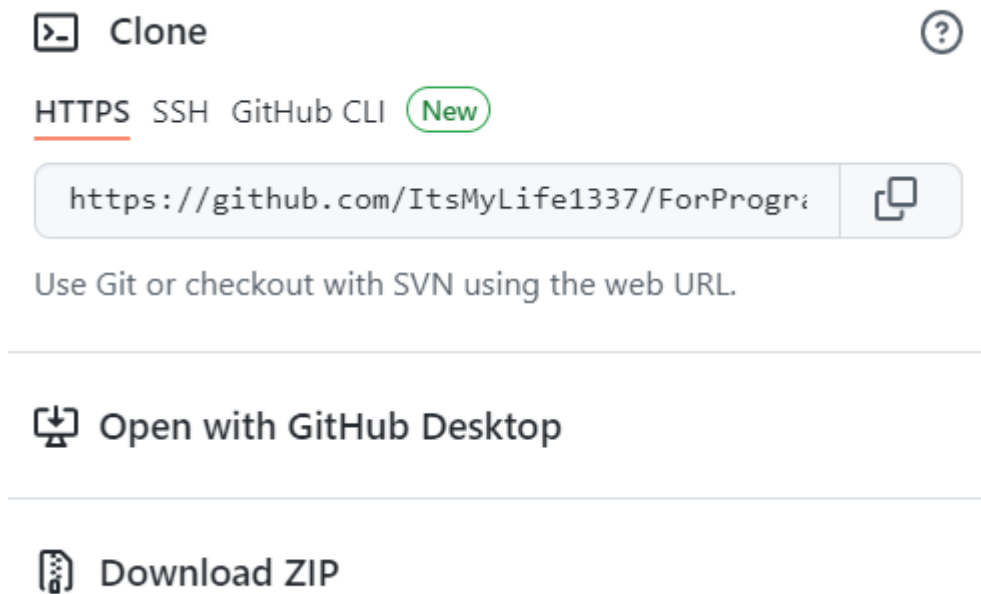 Clone
HTTPS SSH GitHub CLI New
https://github.com/ItsMyLife1337/ForProgra
Use Git or checkout with SVN using the web URL.
Open with GitHub Desktop
Download ZIP